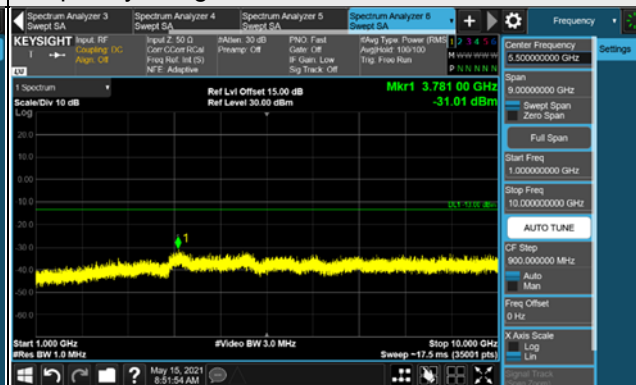 Spectrum Analyzer 3
Swept SA
Spectrum Analyzer 4
Swept SA
Spectrum Analyzer 5
Swept SA
Spectrum Analyzer 6
Swept SA
Frequency
KEYSIGHT
Input: RF
Coupling: DC
Align: Off
Input Z: 50 Ω
Corr CCorr RCal
Freq Ref: Int (S)
NFE: Adaptive
#Atten: 30 dB
Preamp: Off
PNO: Fast
Gate: Off
IF Gain: Low
Sig Track: Off
#Avg Type: Power (RMS)
Avg|Hold: 100/100
Trig: Free Run
1 2 3 4 5 6
M W W W W W
P N N N N N
LVI
1 Spectrum
Scale/Div 10 dB
Log
Ref Lvl Offset 15.00 dB
Ref Level 30.00 dBm
Mkr1 3.781 00 GHz
-31.01 dBm
20.0
10.0
0.00
-10.0
DL1 -13.00 dBm
-20.0
-30.0
-40.0
-50.0
-60.0
1
Start 1.000 GHz
#Res BW 1.0 MHz
#Video BW 3.0 MHz
Stop 10.000 GHz
Sweep ~17.5 ms (35001 pts)
May 15, 2021
8:51:54 AM
Center Frequency
5.500000000 GHz
Settings
Span
9.00000000 GHz
Swept Span
Zero Span
Full Span
Start Freq
1.000000000 GHz
Stop Freq
10.000000000 GHz
AUTO TUNE
CF Step
900.000000 MHz
Auto
Man
Freq Offset
0 Hz
X Axis Scale
Log
Lin
Signal Track